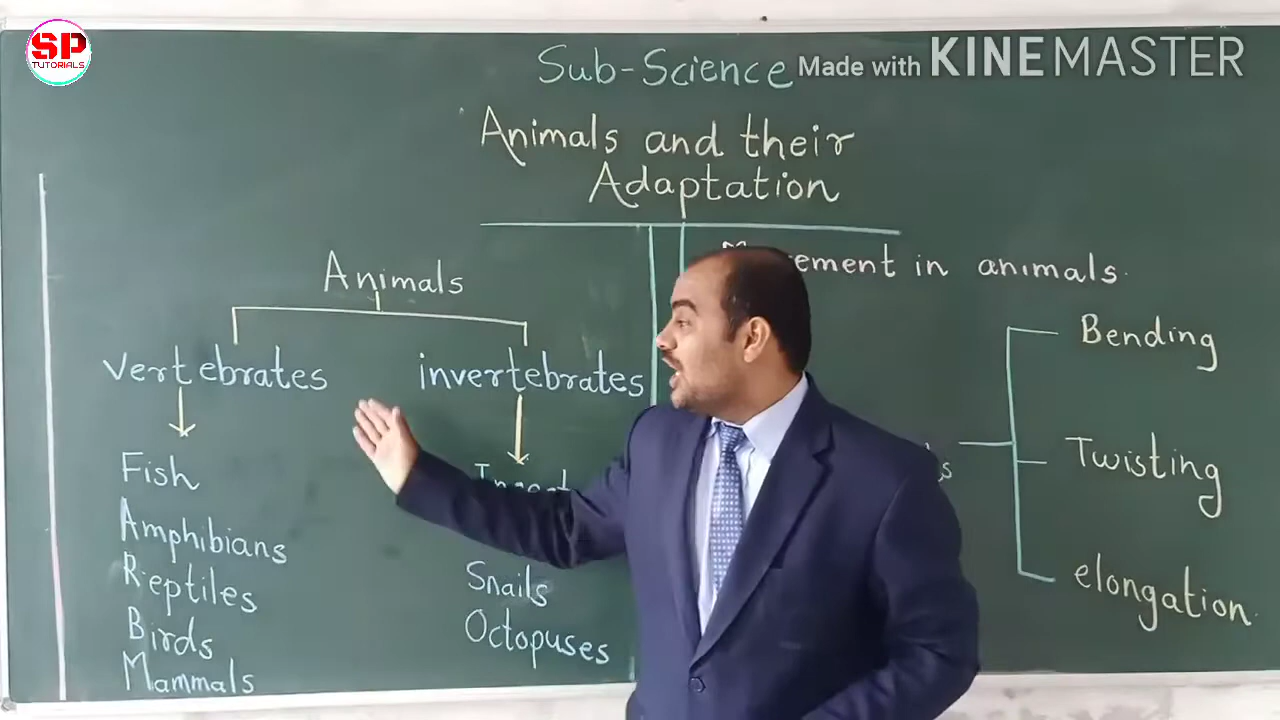 SP
TUTORIALS
Made with KINEMASTER
Sub-Science
Animals and their
Adaptation
Animals
vertebrates
invertebrates
Fish
Amphibians
Reptiles
Birds
Mammals
Snails
Octopuses
in animals.
Bending
Twisting
elongation